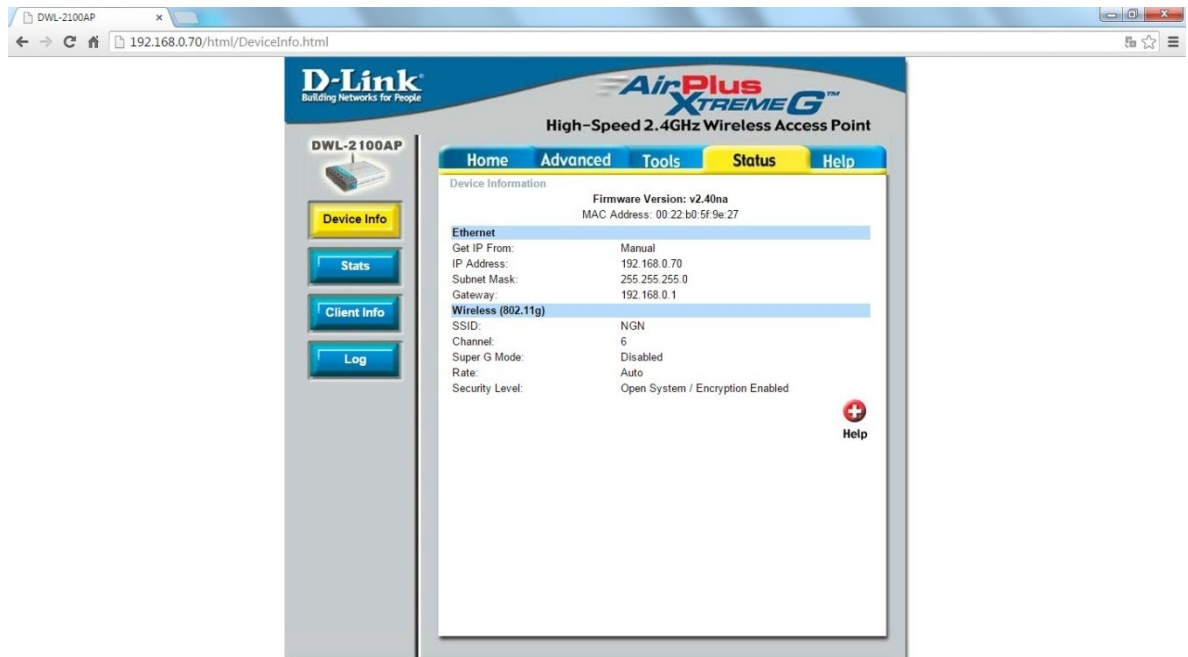 DWL-2100AP
192.168.0.70/html/DeviceInfo.html
D-Link
Building Networks for People
AirPlus
XTREME G™
High-Speed 2.4GHz Wireless Access Point
DWL-2100AP
Home Advanced Tools Status Help
Device Info
Stats
Client Info
Log
Device Information
Firmware Version: v2.40na
MAC Address: 00:22:b0:5f:9e:27
Ethernet
Get IP From: Manual
IP Address: 192.168.0.70
Subnet Mask: 255.255.255.0
Gateway: 192.168.0.1
Wireless (802.11g)
SSID: NGN
Channel: 6
Super G Mode: Disabled
Rate: Auto
Security Level: Open System / Encryption Enabled
Help